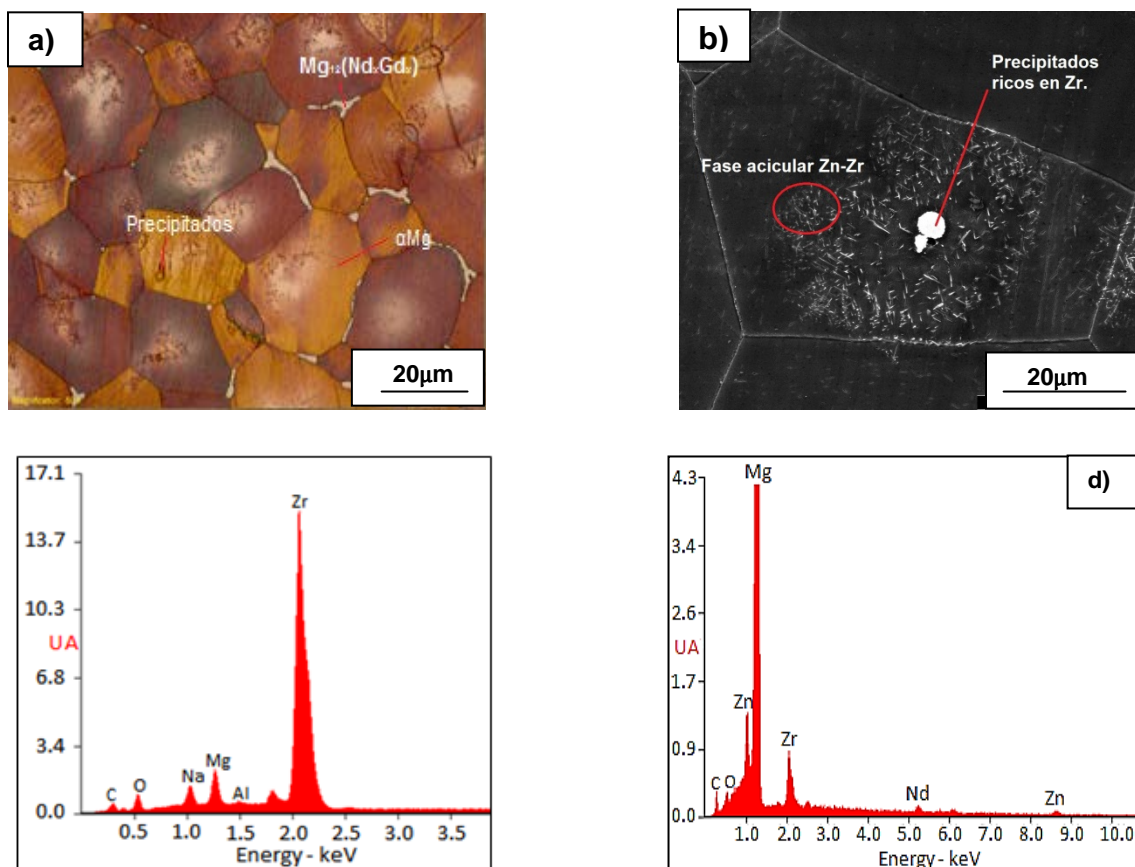 a)
Mg₁₂(NdₓGdₓ)
Precipitados
αMg
20μm
b)
Precipitados
ricos en Zr.
Fase acicular Zn-Zr
20μm
17.1
13.7
10.3
UA
6.8
3.4
0.0
Zr
C
O
Na
Mg
Al
0.5 1.0 1.5 2.0 2.5 3.0 3.5
Energy - keV
d)
4.3
3.4
2.6
UA
1.7
0.9
0.0
Mg
Zn
Zr
C
O
Nd
Zn
1.0 2.0 3.0 4.0 5.0 6.0 7.0 8.0 9.0 10.0
Energy - keV